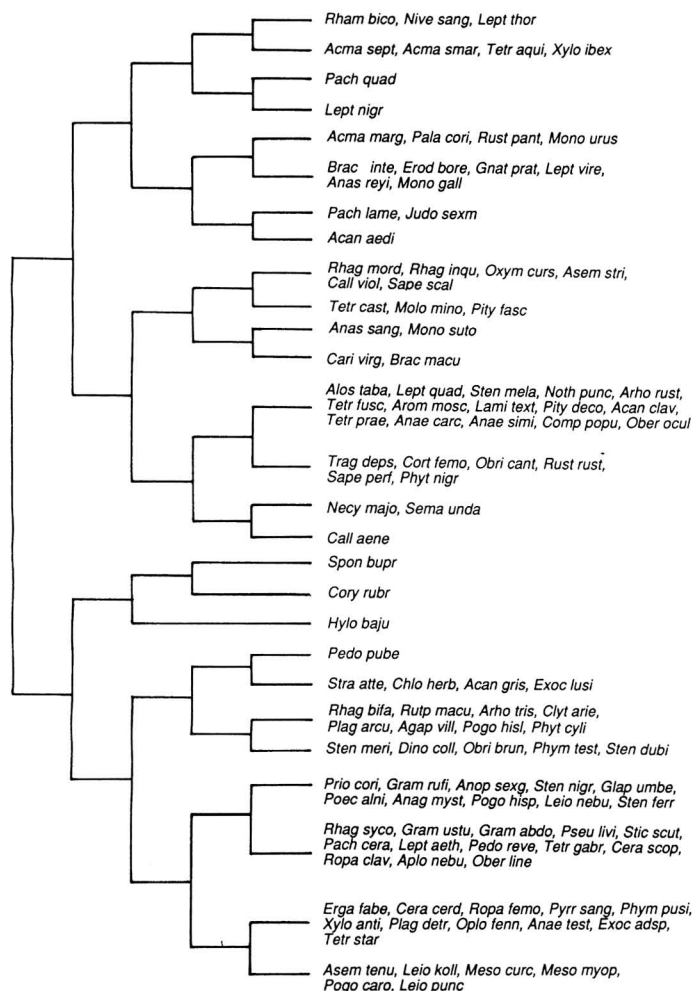 Rham bico, Nive sang, Lept thor
Acma sept, Acma smar, Tetr aqui, Xylo ibex
Pach quad
Lept nigr
Acma marg, Pala cori, Rust pant, Mono urus
Brac inte, Erod bore, Gnat prat, Lept vire,
Anas reyi, Mono gall
Pach lame, Judo sexm
Acan aedi
Rhag mord, Rhag inqu, Oxym curs, Asem stri,
Call viol, Sape scal
Tetr cast, Molo mino, Pity fasc
Anas sang, Mono suto
Cari virg, Brac macu
Alos taba, Lept quad, Sten mela, Noth punc, Arho rust,
Tetr fusc, Arom mosc, Lami text, Pity deco, Acan clav,
Tetr prae, Anae carc, Anae simi, Comp popu, Ober ocul
Trag deps, Cort femo, Obri cant, Rust rust,
Sape perf, Phyt nigr
Necy majo, Sema unda
Call aene
Spon bupr
Cory rubr
Hylo baju
Pedo pube
Stra atte, Chlo herb, Acan gris, Exoc lusi
Rhag bifa, Rutp macu, Arho tris, Clyt arie,
Plag arcu, Agap vill, Pogo hisl, Phyt cyli
Sten meri, Dino coll, Obri brun, Phym test, Sten dubi
Prio cori, Gram rufi, Anop sexg, Sten nigr, Glap umbe,
Poec alni, Anag myst, Pogo hisp, Leio nebu, Sten ferr
Rhag syco, Gram ustu, Gram abdo, Pseu livi, Stic scut,
Pach cera, Lept aeth, Pedo reve, Tetr gabr, Cera scop,
Ropa clav, Aplo nebu, Ober line
Erga fabe, Cera cerd, Ropa femo, Pyrr sang, Phym pusi,
Xylo anti, Plag detr, Oplo fenn, Anae test, Exoc adsp,
Tetr star
Asem tenu, Leio koll, Meso curc, Meso myop,
Pogo caro, Leio punc